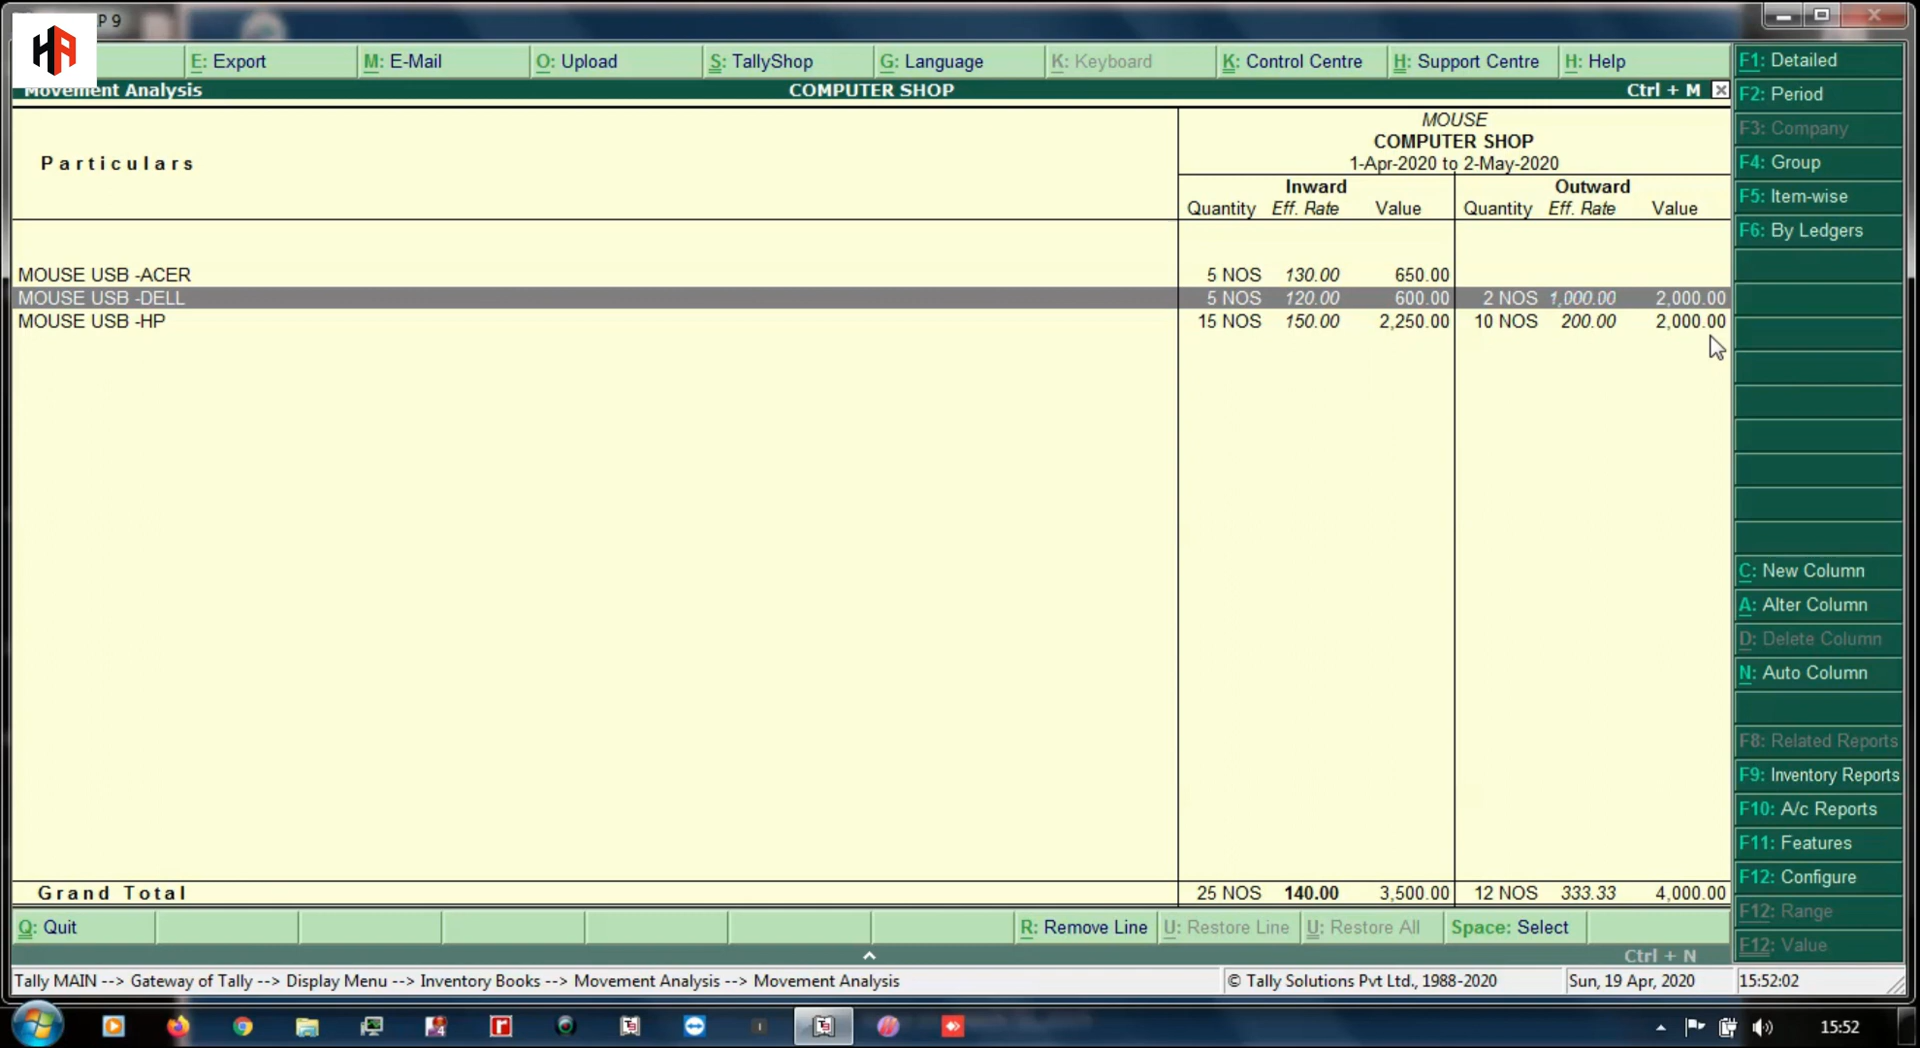 P 9
E: Export M: E-Mail O: Upload S: TallyShop G: Language K: Keyboard K: Control Centre H: Support Centre H: Help
Movement Analysis COMPUTER SHOP Ctrl + M
Particulars
MOUSE
COMPUTER SHOP
1-Apr-2020 to 2-May-2020
Inward Outward
Quantity Eff. Rate Value Quantity Eff. Rate Value
MOUSE USB -ACER 5 NOS 130.00 650.00
MOUSE USB -DELL 5 NOS 120.00 600.00 2 NOS 1,000.00 2,000.00
MOUSE USB -HP 15 NOS 150.00 2,250.00 10 NOS 200.00 2,000.00
Grand Total 25 NOS 140.00 3,500.00 12 NOS 333.33 4,000.00
F1: Detailed
F2: Period
F3: Company
F4: Group
F5: Item-wise
F6: By Ledgers
C: New Column
A: Alter Column
D: Delete Column
N: Auto Column
F8: Related Reports
F9: Inventory Reports
F10: A/c Reports
F11: Features
F12: Configure
F12: Range
F12: Value
Q: Quit R: Remove Line U: Restore Line U: Restore All Space: Select
Ctrl + N
Tally MAIN --> Gateway of Tally --> Display Menu --> Inventory Books --> Movement Analysis --> Movement Analysis © Tally Solutions Pvt Ltd., 1988-2020 Sun, 19 Apr, 2020 15:52:02
15:52